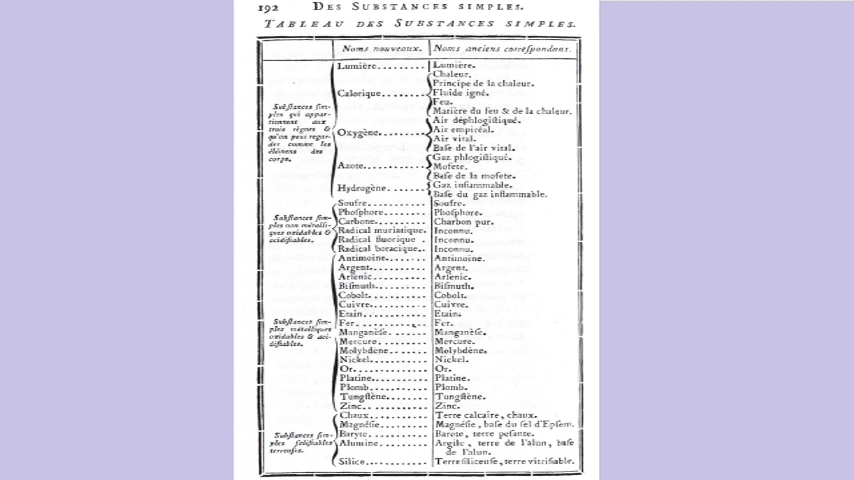 192 DES SUBSTANCES SIMPLES.
TABLEAU DES SUBSTANCES SIMPLES.
Noms nouveaux. Noms anciens correspondans.
Substances simples qui appartiennent aux trois règnes & qu'on peut regarder comme les élémens des corps.
Lumière......... Lumière.
Calorique........ Chaleur.
Principe de la chaleur.
Fluide igné.
Feu.
Matière du feu & de la chaleur.
Oxygène......... Air déphlogistiqué.
Air empiréal.
Air vital.
Base de l'air vital.
Azote........... Gaz phlogistiqué.
Mofete.
Base de la mofete.
Hydrogène....... Gaz inflammable.
Base du gaz inflammable.
Substances simples non métalliques oxidables & acidifiables.
Soufre.......... Soufre.
Phosphore........ Phosphore.
Carbone......... Charbon pur.
Radical muriatique. Inconnu.
Radical fluorique . Inconnu.
Radical boracique.. Inconnu.
Substances simples métalliques oxidables & acidifiables.
Antimoine........ Antimoine.
Argent.......... Argent.
Arsenic.......... Arsenic.
Bismuth......... Bismuth.
Cobolt.......... Cobolt.
Cuivre.......... Cuivre.
Etain........... Etain.
Fer............. Fer.
Manganèse....... Manganèse.
Mercure......... Mercure.
Molybdène....... Molybdène.
Nickel.......... Nickel.
Or.............. Or.
Platine.......... Platine.
Plomb........... Plomb.
Tungstène........ Tungstène.
Zinc............ Zinc.
Substances simples salifiables terreuses.
Chaux........... Terre calcaire, chaux.
Magnésie........ Magnésie, base du sel d'Epsom.
Baryte.......... Barote, terre pesante.
Alumine......... Argile, terre de l'alun, base
de l'alun.
Silice........... Terre siliceuse, terre vitrifiable.